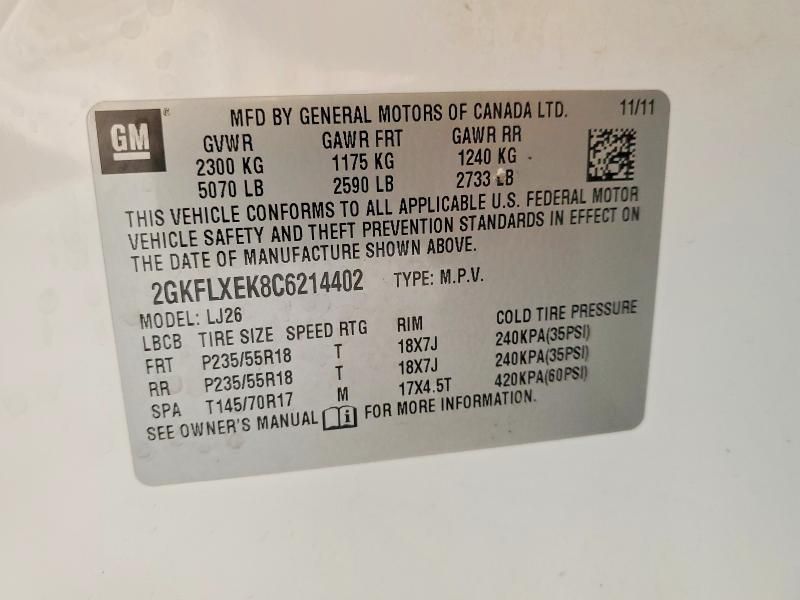 GM ® MFD BY GENERAL MOTORS OF CANADA LTD. 11/11
GVWR GAWR FRT GAWR RR
2300 KG 1175 KG 1240 KG
5070 LB 2590 LB 2733 LB
THIS VEHICLE CONFORMS TO ALL APPLICABLE U.S. FEDERAL MOTOR
VEHICLE SAFETY AND THEFT PREVENTION STANDARDS IN EFFECT ON
THE DATE OF MANUFACTURE SHOWN ABOVE.
2GKFLXEK8C6214402 TYPE: M.P.V.
MODEL: LJ26
LBCB TIRE SIZE SPEED RTG RIM COLD TIRE PRESSURE
FRT P235/55R18 T 18X7J 240KPA(35PSI)
RR P235/55R18 T 18X7J 240KPA(35PSI)
SPA T145/70R17 M 17X4.5T 420KPA(60PSI)
SEE OWNER'S MANUAL i FOR MORE INFORMATION.